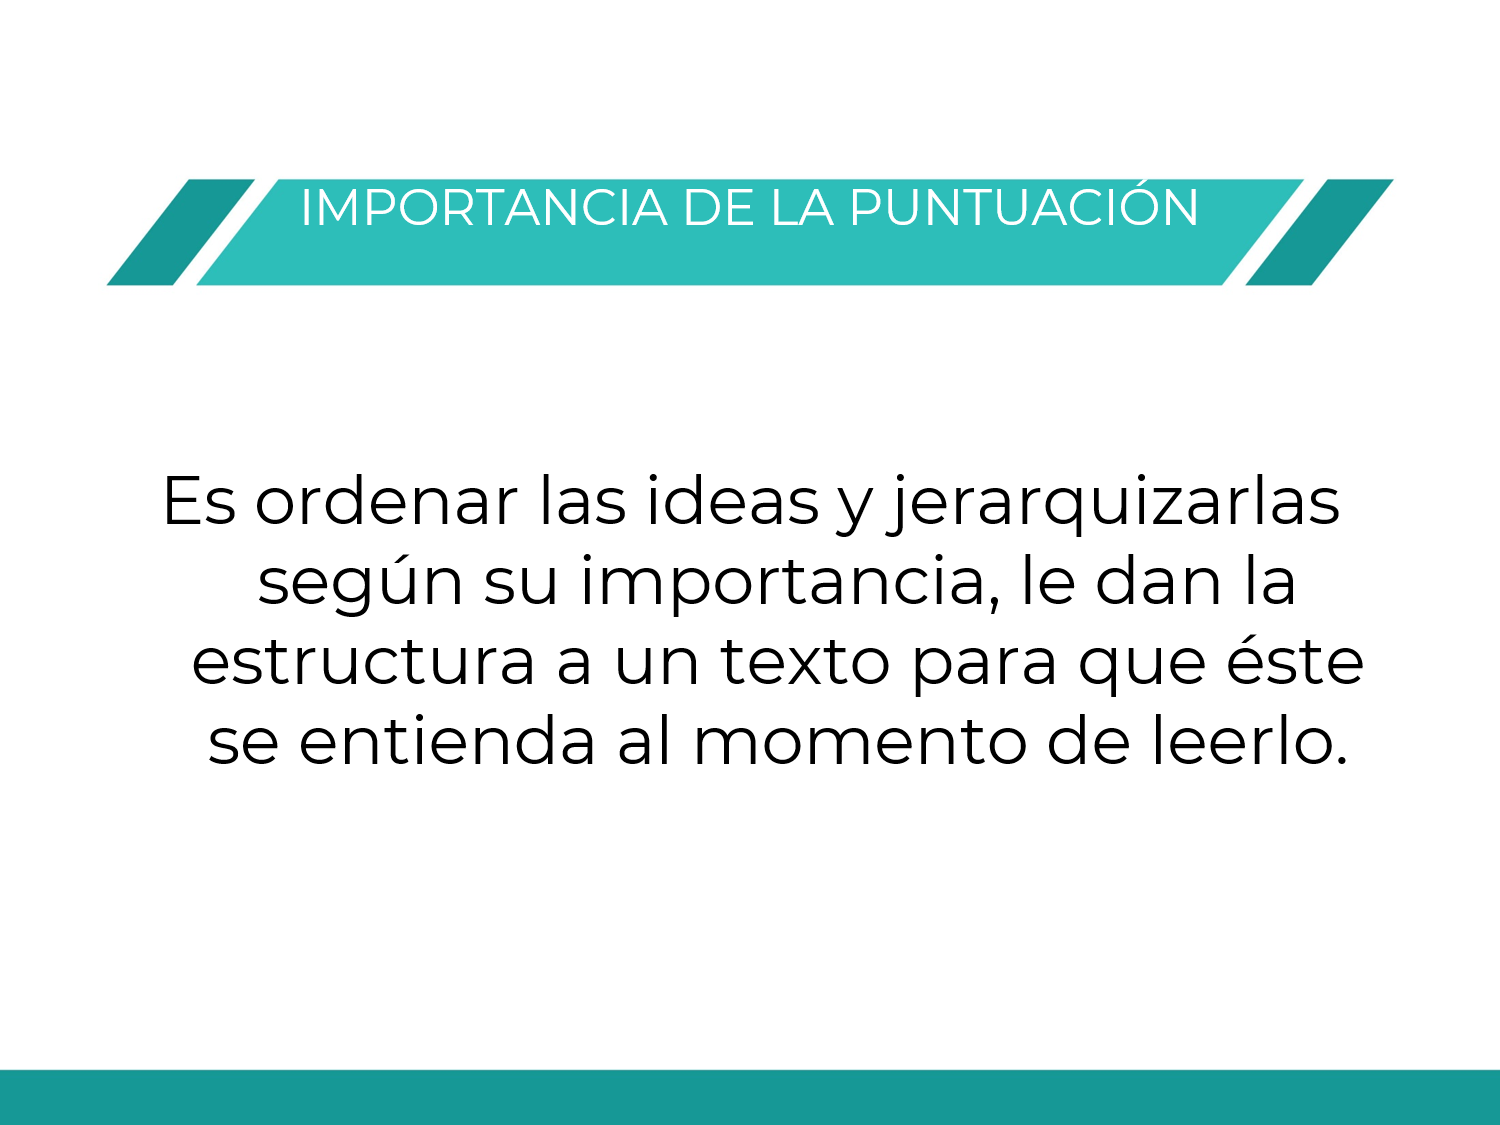 IMPORTANCIA DE LA PUNTUACIÓN
Es ordenar las ideas y jerarquizarlas
según su importancia, le dan la
estructura a un texto para que éste
se entienda al momento de leerlo.